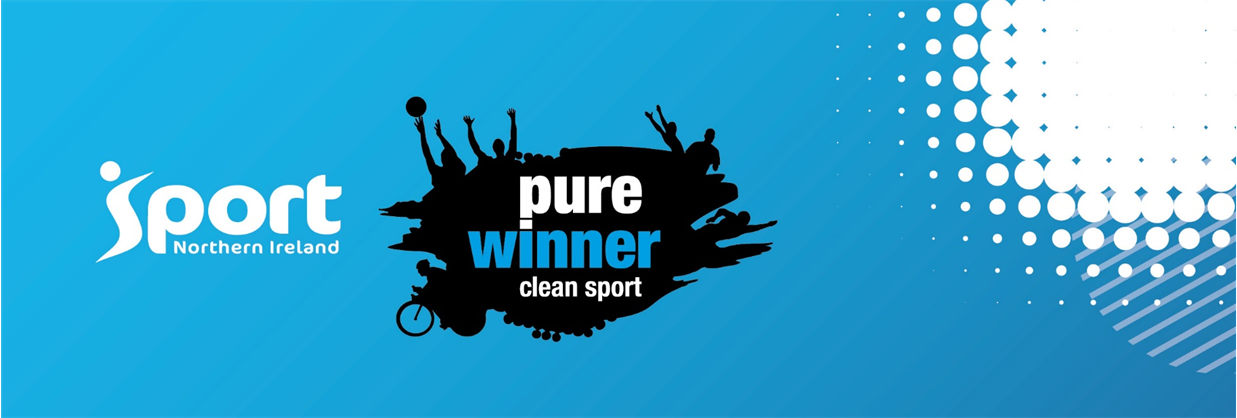 Sport
Northern Ireland
pure
winner
clean sport